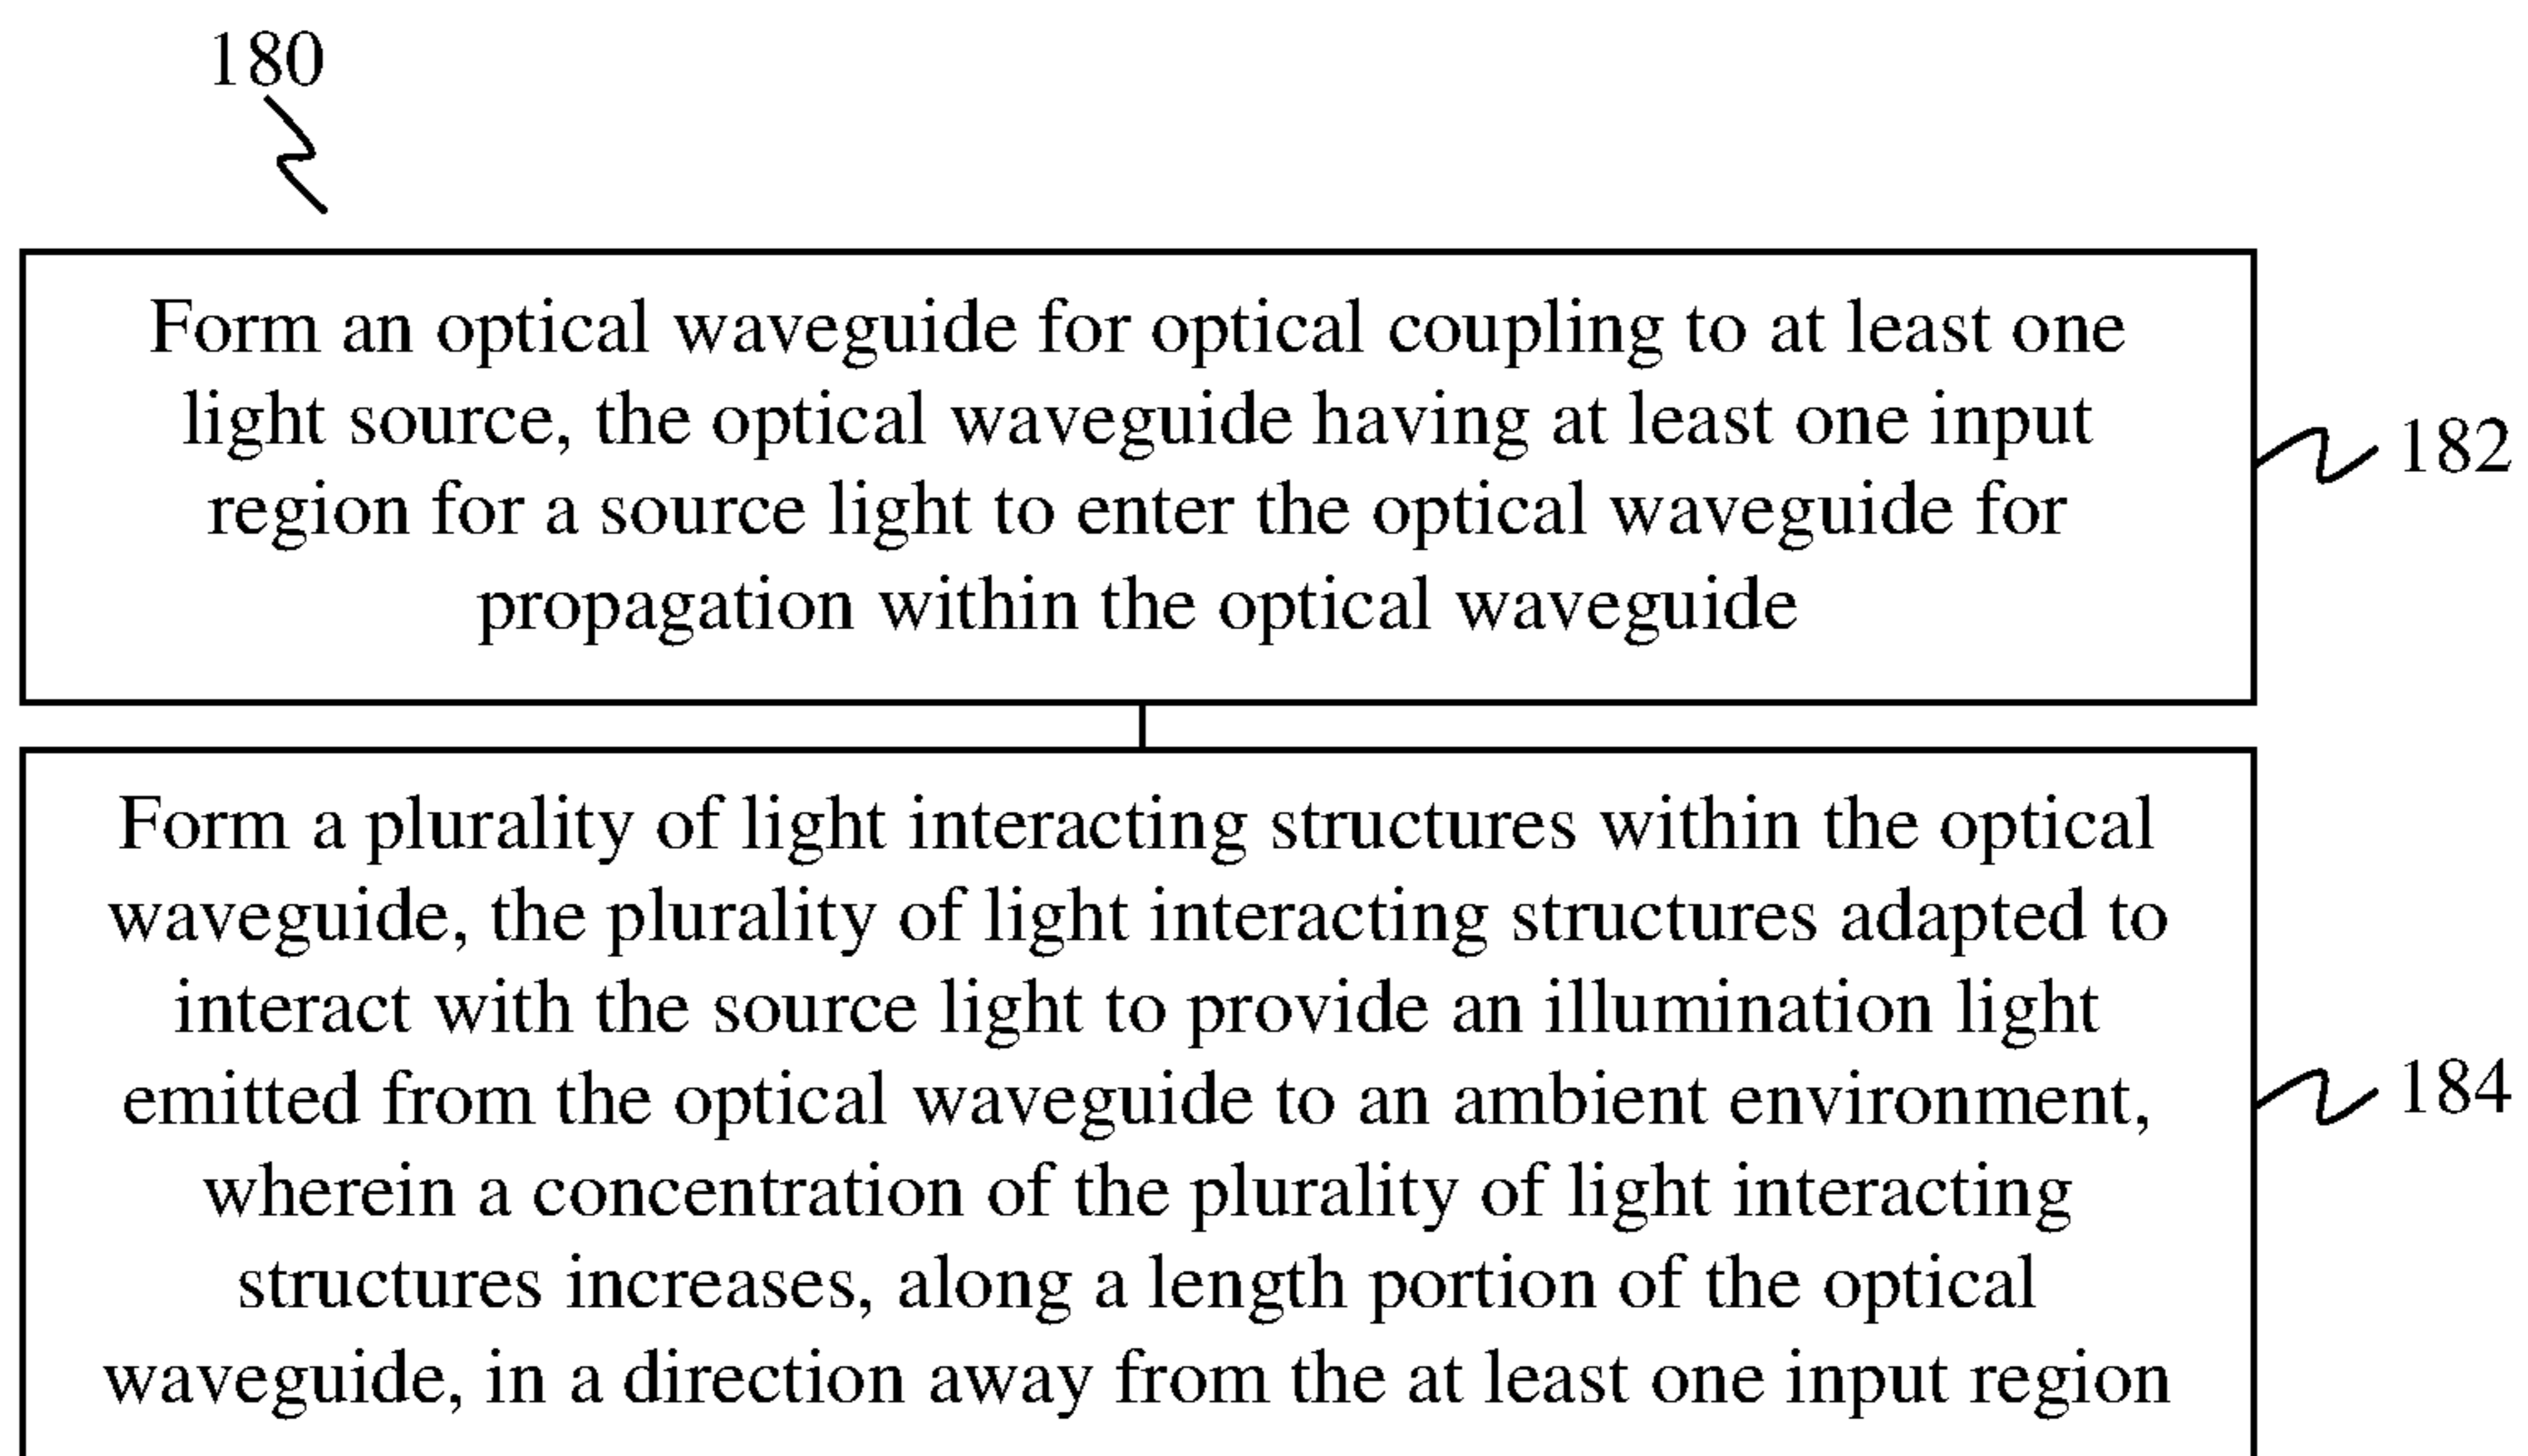 180
Form an optical waveguide for optical coupling to at least one
light source, the optical waveguide having at least one input
region for a source light to enter the optical waveguide for
propagation within the optical waveguide
182
Form a plurality of light interacting structures within the optical
waveguide, the plurality of light interacting structures adapted to
interact with the source light to provide an illumination light
emitted from the optical waveguide to an ambient environment,
wherein a concentration of the plurality of light interacting
structures increases, along a length portion of the optical
waveguide, in a direction away from the at least one input region
184